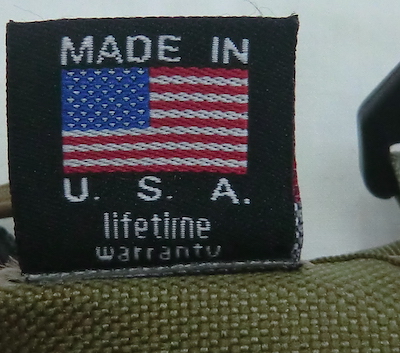 MADE IN
U. S. A.
lifetime
warranty